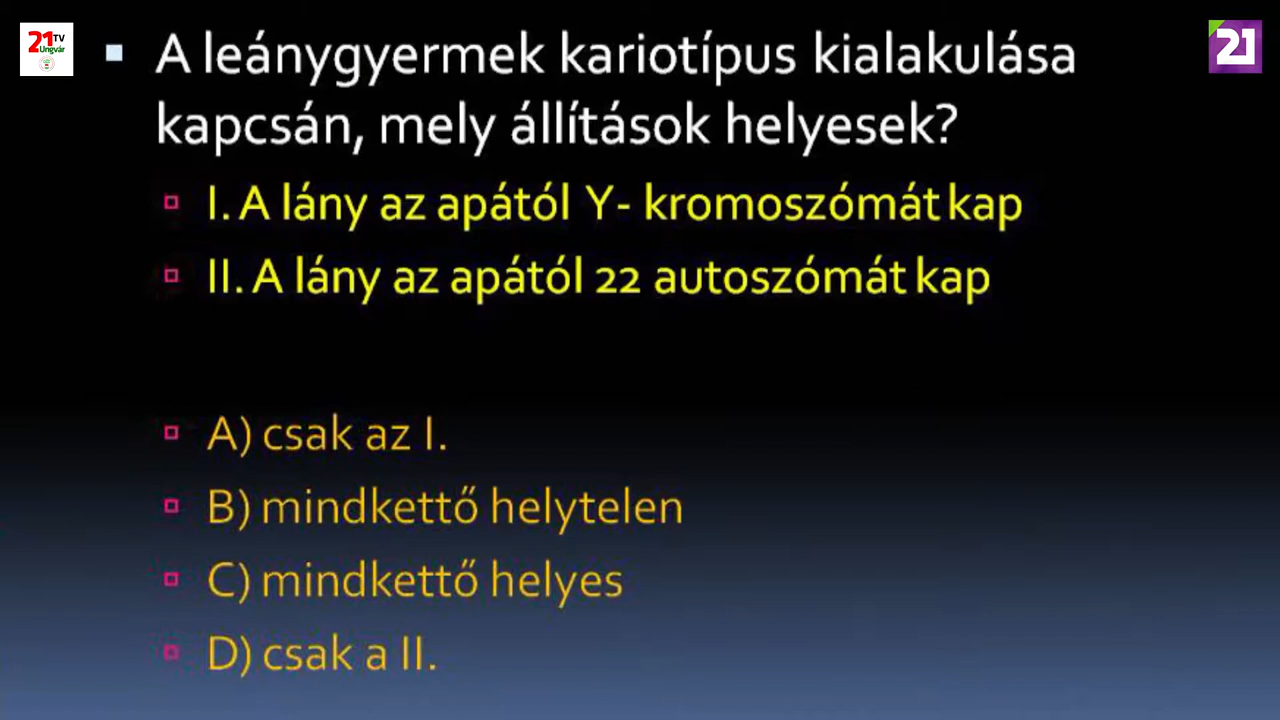 21 TV
Ungvár
21
A leánygyermek kariotípus kialakulása
kapcsán, mely állítások helyesek?
I. A lány az apától Y- kromoszómát kap
II. A lány az apától 22 autoszómát kap
A) csak az I.
B) mindkettő helytelen
C) mindkettő helyes
D) csak a II.